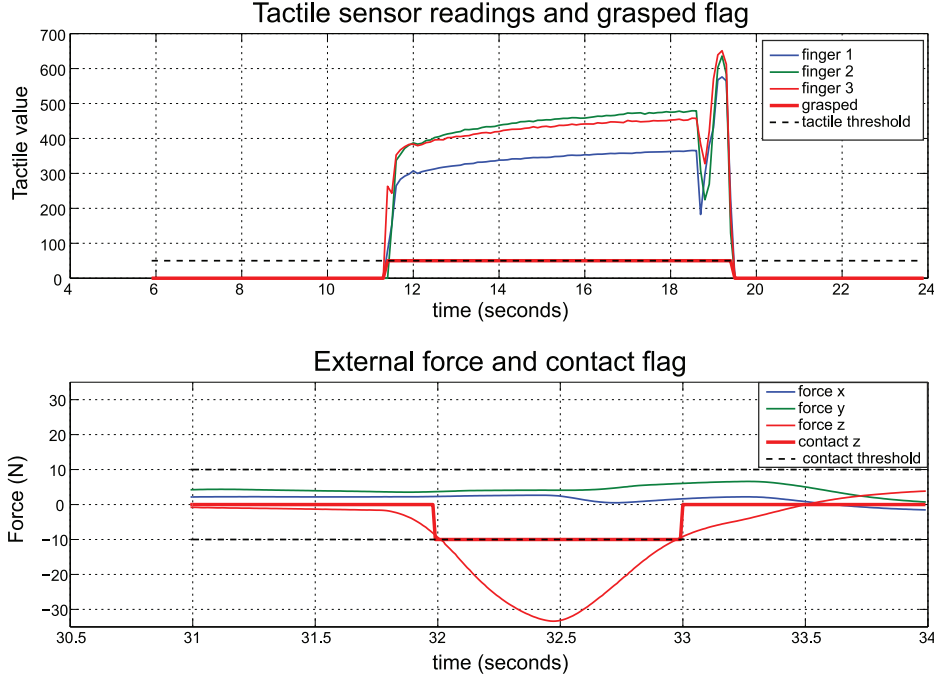 Tactile sensor readings and grasped flag
700
600
500
400
300
200
100
0
Tactile value
finger 1
finger 2
finger 3
grasped
tactile threshold
4 6 8 10 12 14 16 18 20 22 24
time (seconds)
External force and contact flag
30
20
10
0
−10
−20
−30
Force (N)
force x
force y
force z
contact z
contact threshold
30.5 31 31.5 32 32.5 33 33.5 34
time (seconds)